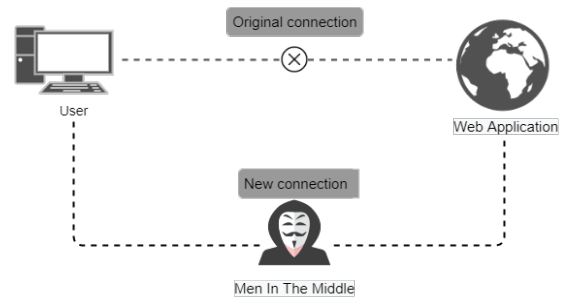 Original connection
User
Web Application
New connection
Men In The Middle